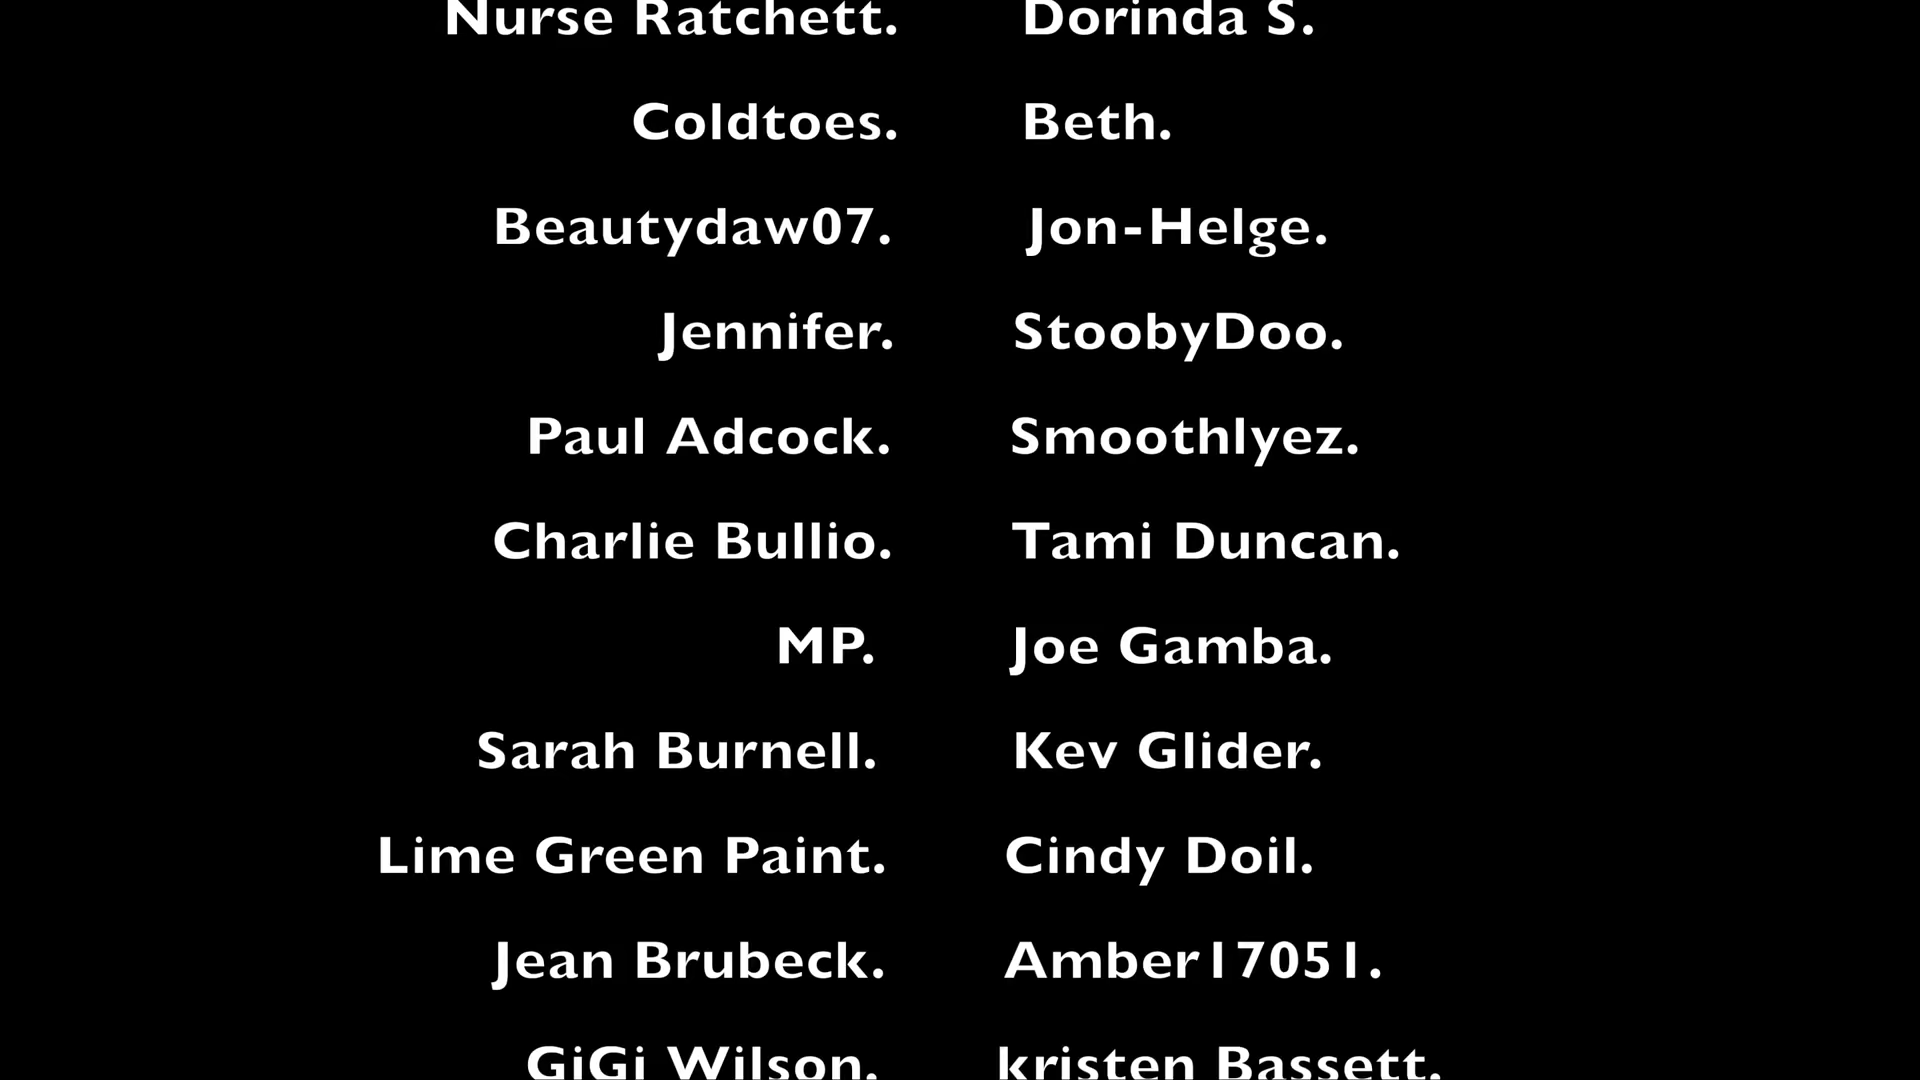 Nurse Ratchett. Dorinda S.
Coldtoes. Beth.
Beautydaw07. Jon-Helge.
Jennifer. StoobyDoo.
Paul Adcock. Smoothlyez.
Charlie Bullio. Tami Duncan.
MP. Joe Gamba.
Sarah Burnell. Kev Glider.
Lime Green Paint. Cindy Doil.
Jean Brubeck. Amber17051.
GiGi Wilson. kristen Bassett.